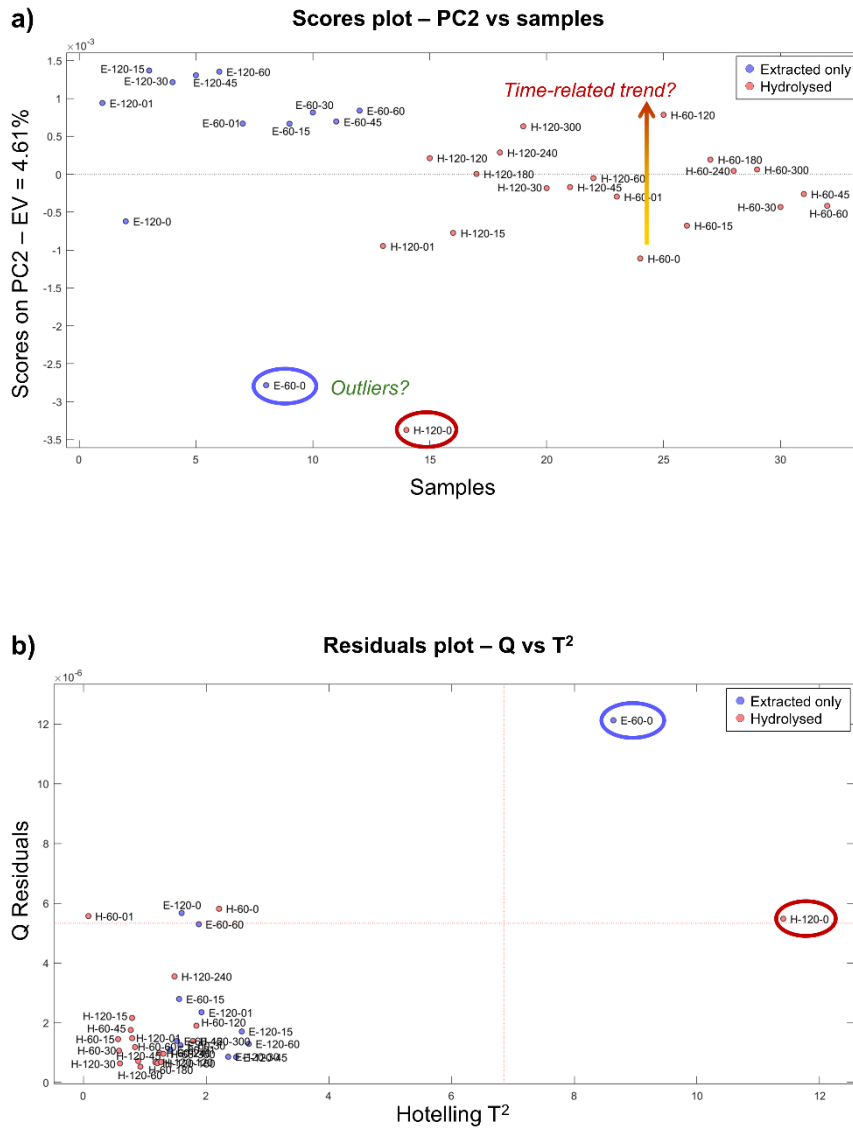 a)
Scores plot – PC2 vs samples
×10⁻³
Extracted only
Hydrolysed
1.5
1
0.5
0
-0.5
-1
-1.5
-2
-2.5
-3
-3.5
Scores on PC2 – EV = 4.61%
E-120-15
E-120-60
E-120-30
E-120-45
E-120-01
E-60-30
E-60-60
E-60-01
E-60-15
E-60-45
E-120-0
Time-related trend?
H-60-120
H-120-300
H-120-120
H-120-240
H-120-180
H-60-180
H-60-240
H-60-300
H-120-60
H-120-30
H-120-45
H-60-01
H-60-45
H-60-30
H-60-60
H-60-15
H-120-15
H-120-01
H-60-0
E-60-0
Outliers?
H-120-0
0
5
10
15
20
25
30
Samples
b)
Residuals plot – Q vs T²
×10⁻⁶
Extracted only
Hydrolysed
12
10
8
6
4
2
0
Q Residuals
E-60-0
H-60-01
E-120-0
H-60-0
E-60-60
H-120-0
H-120-240
E-60-15
E-120-01
H-120-15
H-60-120
H-60-45
E-120-15
H-60-15
H-120-01
E-120-60
H-60-60
H-60-30
H-120-45
E-120-45
H-120-30
H-60-180
H-120-60
0
2
4
6
8
10
12
Hotelling T²